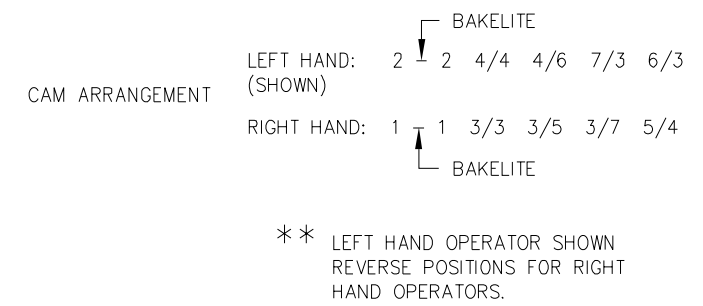 BAKELITE
LEFT HAND: 2 - 2 4/4 4/6 7/3 6/3
(SHOWN)
CAM ARRANGEMENT
RIGHT HAND: 1 - 1 3/3 3/5 3/7 5/4
BAKELITE
** LEFT HAND OPERATOR SHOWN
REVERSE POSITIONS FOR RIGHT
HAND OPERATORS.